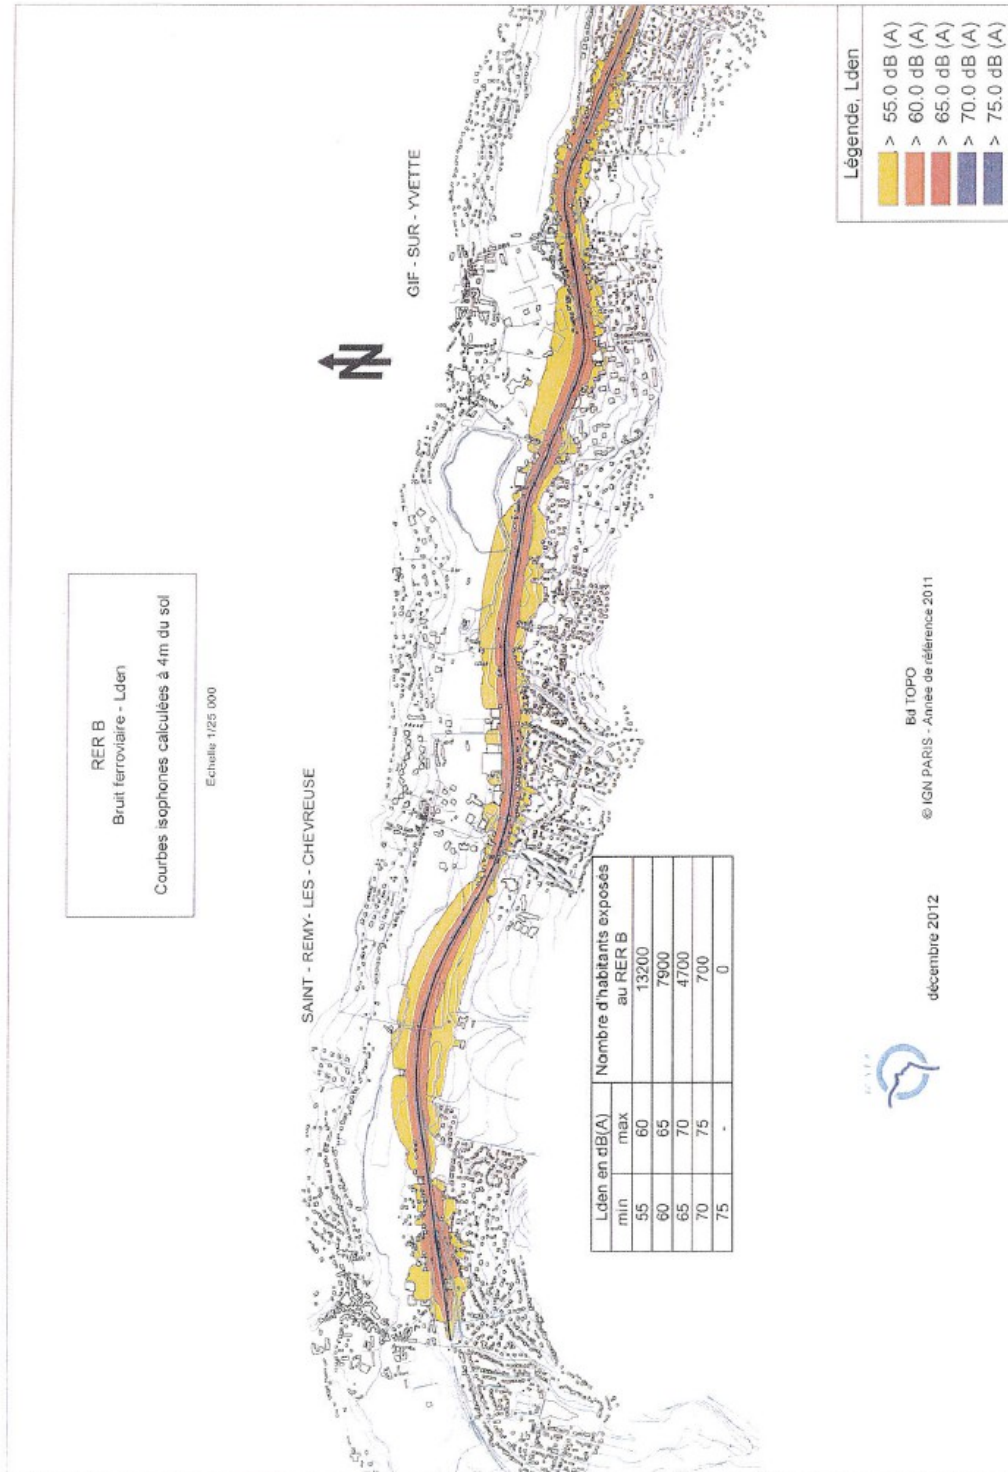 RER B
Bruit ferroviaire - Lden
Courbes isophones calculées à 4m du sol
Echelle 1/25 000
SAINT - REMY - LES - CHEVREUSE
GIF - SUR - YVETTE
N
Lden en dB(A) Nombre d'habitants exposés au RER B
min max
55 60 13200
60 65 7900
65 70 4700
70 75 700
75 - 0
décembre 2012
Bd TOPO
© IGN PARIS - Année de référence 2011
Légende, Lden
> 55.0 dB (A)
> 60.0 dB (A)
> 65.0 dB (A)
> 70.0 dB (A)
> 75.0 dB (A)